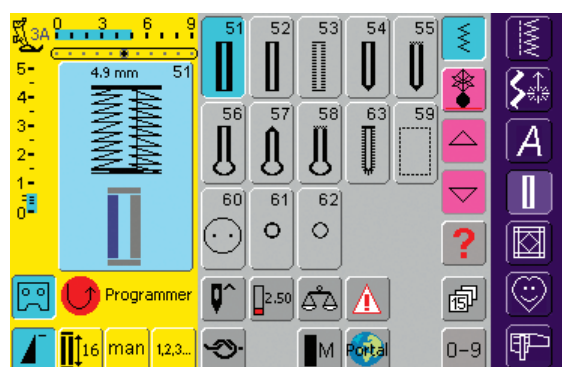 3A 0 3 6 9
5-
4-
3-
2-
1-
0
4.9 mm 51
51 52 53 54 55
56 57 58 63 59
60 61 62
?
A
Programmer
2.50
15
16 man 1,2,3...
M Portal
0-9